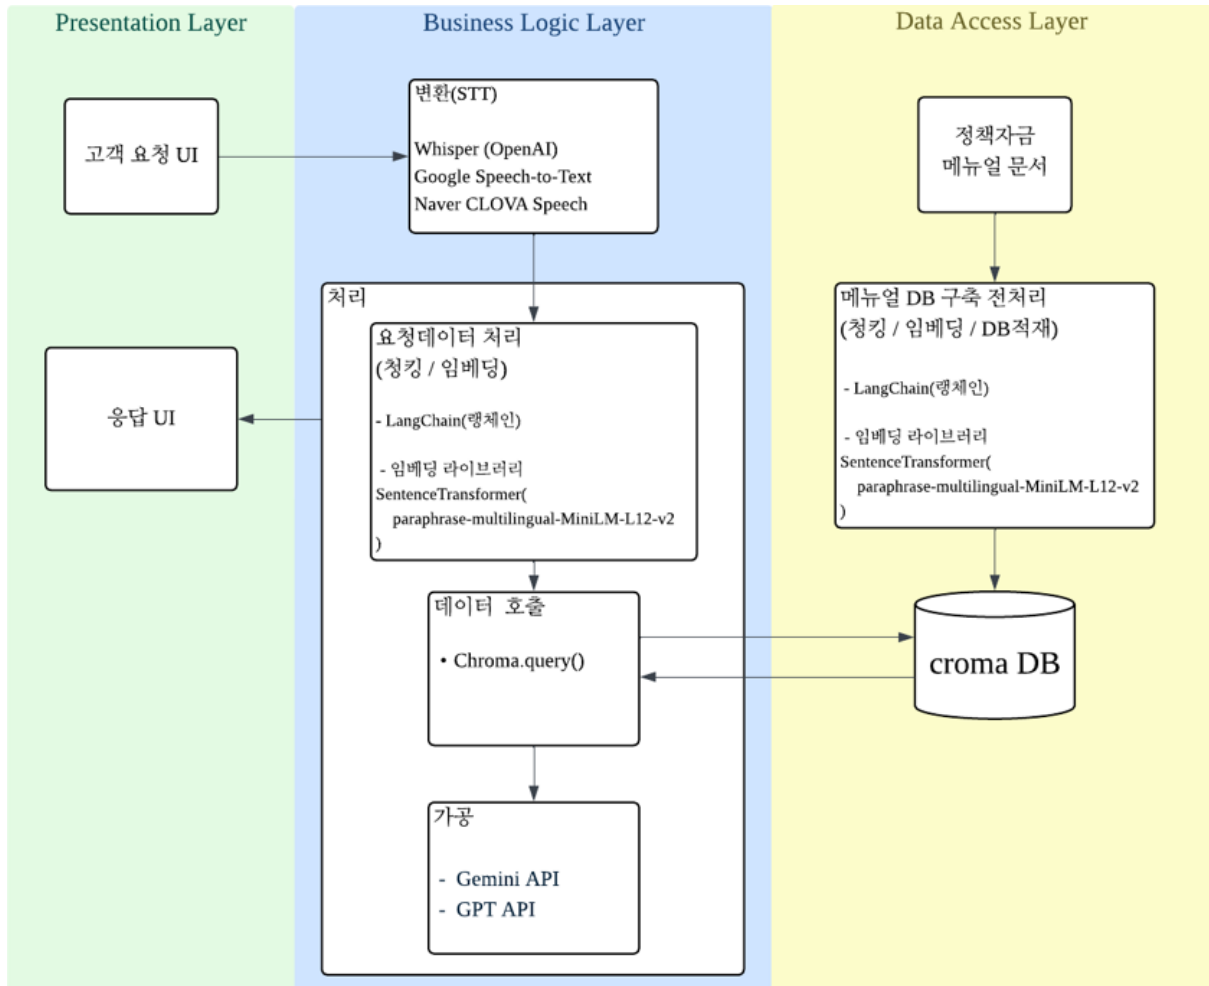 Presentation Layer
Business Logic Layer
Data Access Layer
고객 요청 UI
응답 UI
변환(STT)
Whisper (OpenAI)
Google Speech-to-Text
Naver CLOVA Speech
처리
요청데이터 처리
(청킹 / 임베딩)
- LangChain(랭체인)
- 임베딩 라이브러리
SentenceTransformer(
paraphrase-multilingual-MiniLM-L12-v2
)
데이터 호출
• Chroma.query()
가공
- Gemini API
- GPT API
정책자금
메뉴얼 문서
메뉴얼 DB 구축 전처리
(청킹 / 임베딩 / DB적재)
- LangChain(랭체인)
- 임베딩 라이브러리
SentenceTransformer(
paraphrase-multilingual-MiniLM-L12-v2
)
croma DB